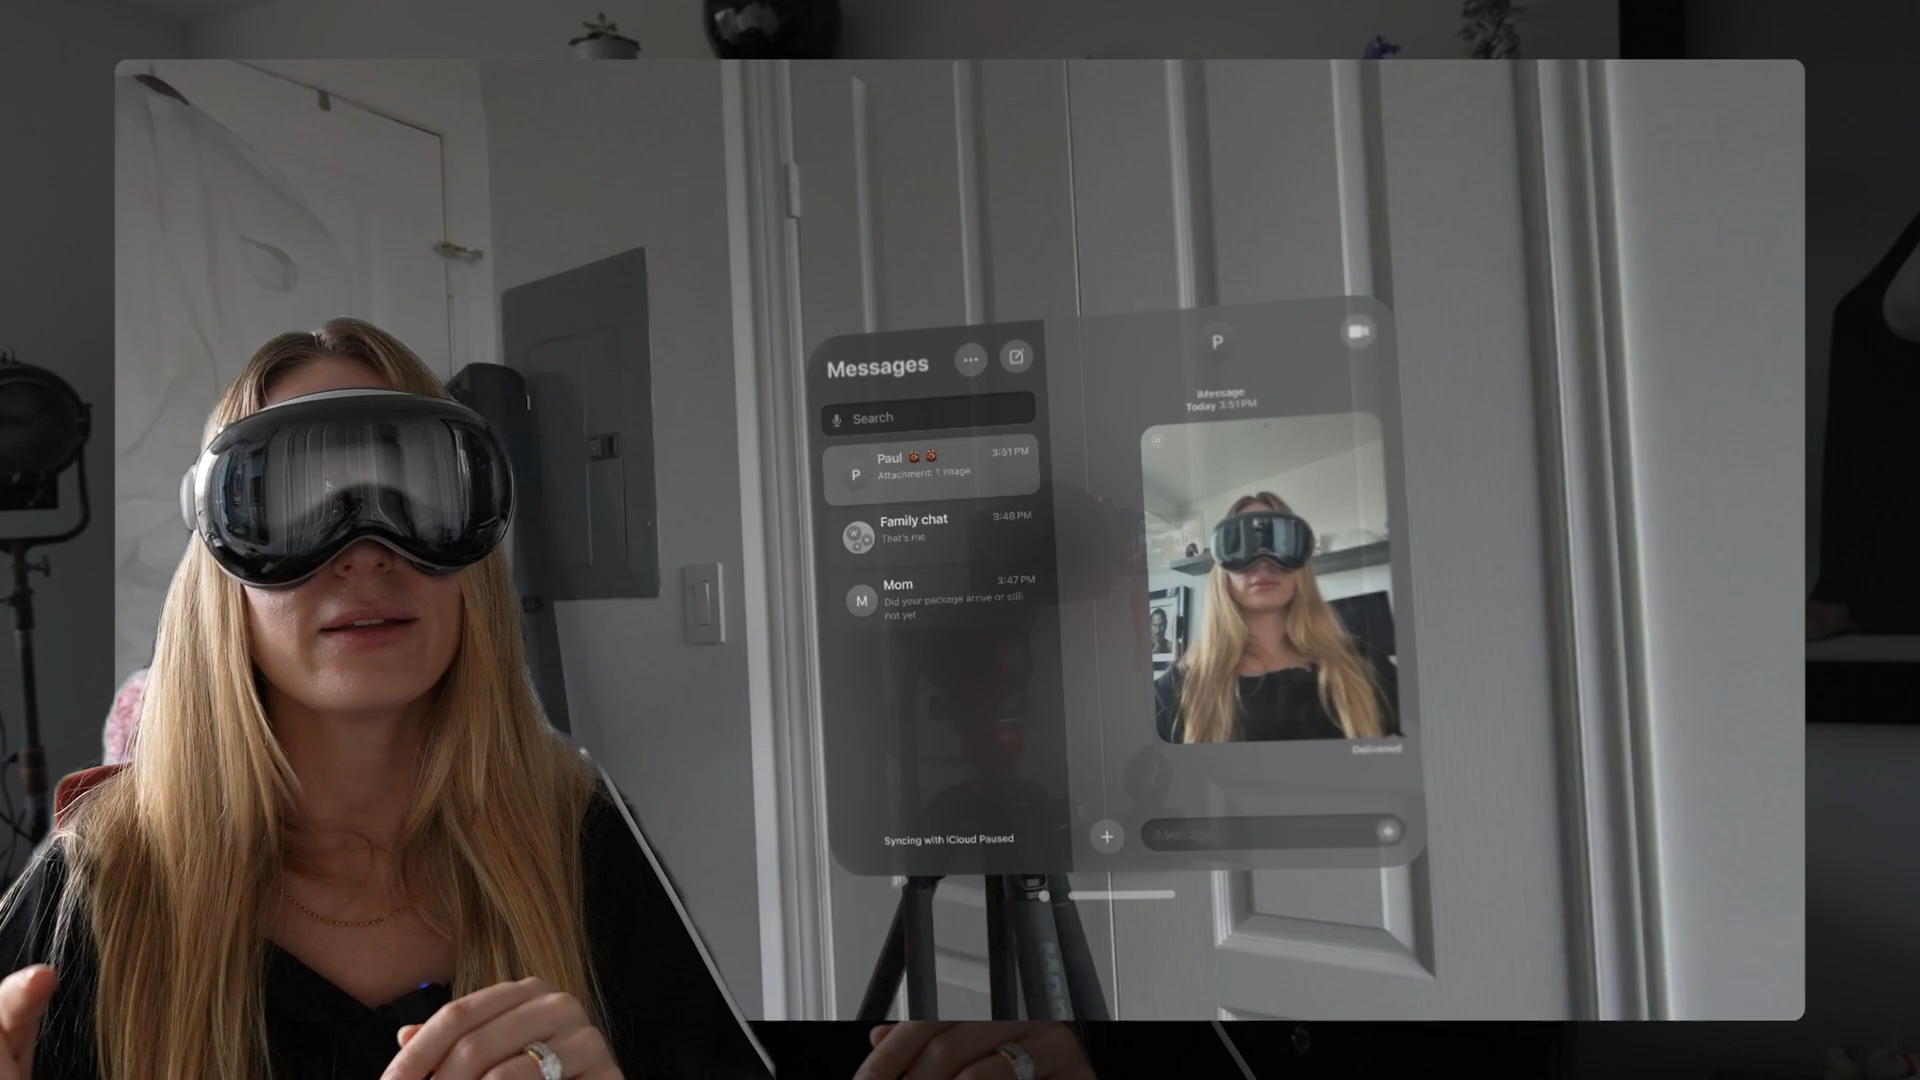 Messages
Search
Paul
3:51 PM
P
Attachment: 1 Image
Family chat
3:48 PM
That's me
Mom
3:47 PM
M
Did your package arrive or still
not yet
Syncing with iCloud Paused
P
iMessage
Today 3:51 PM
Delivered
iMessage